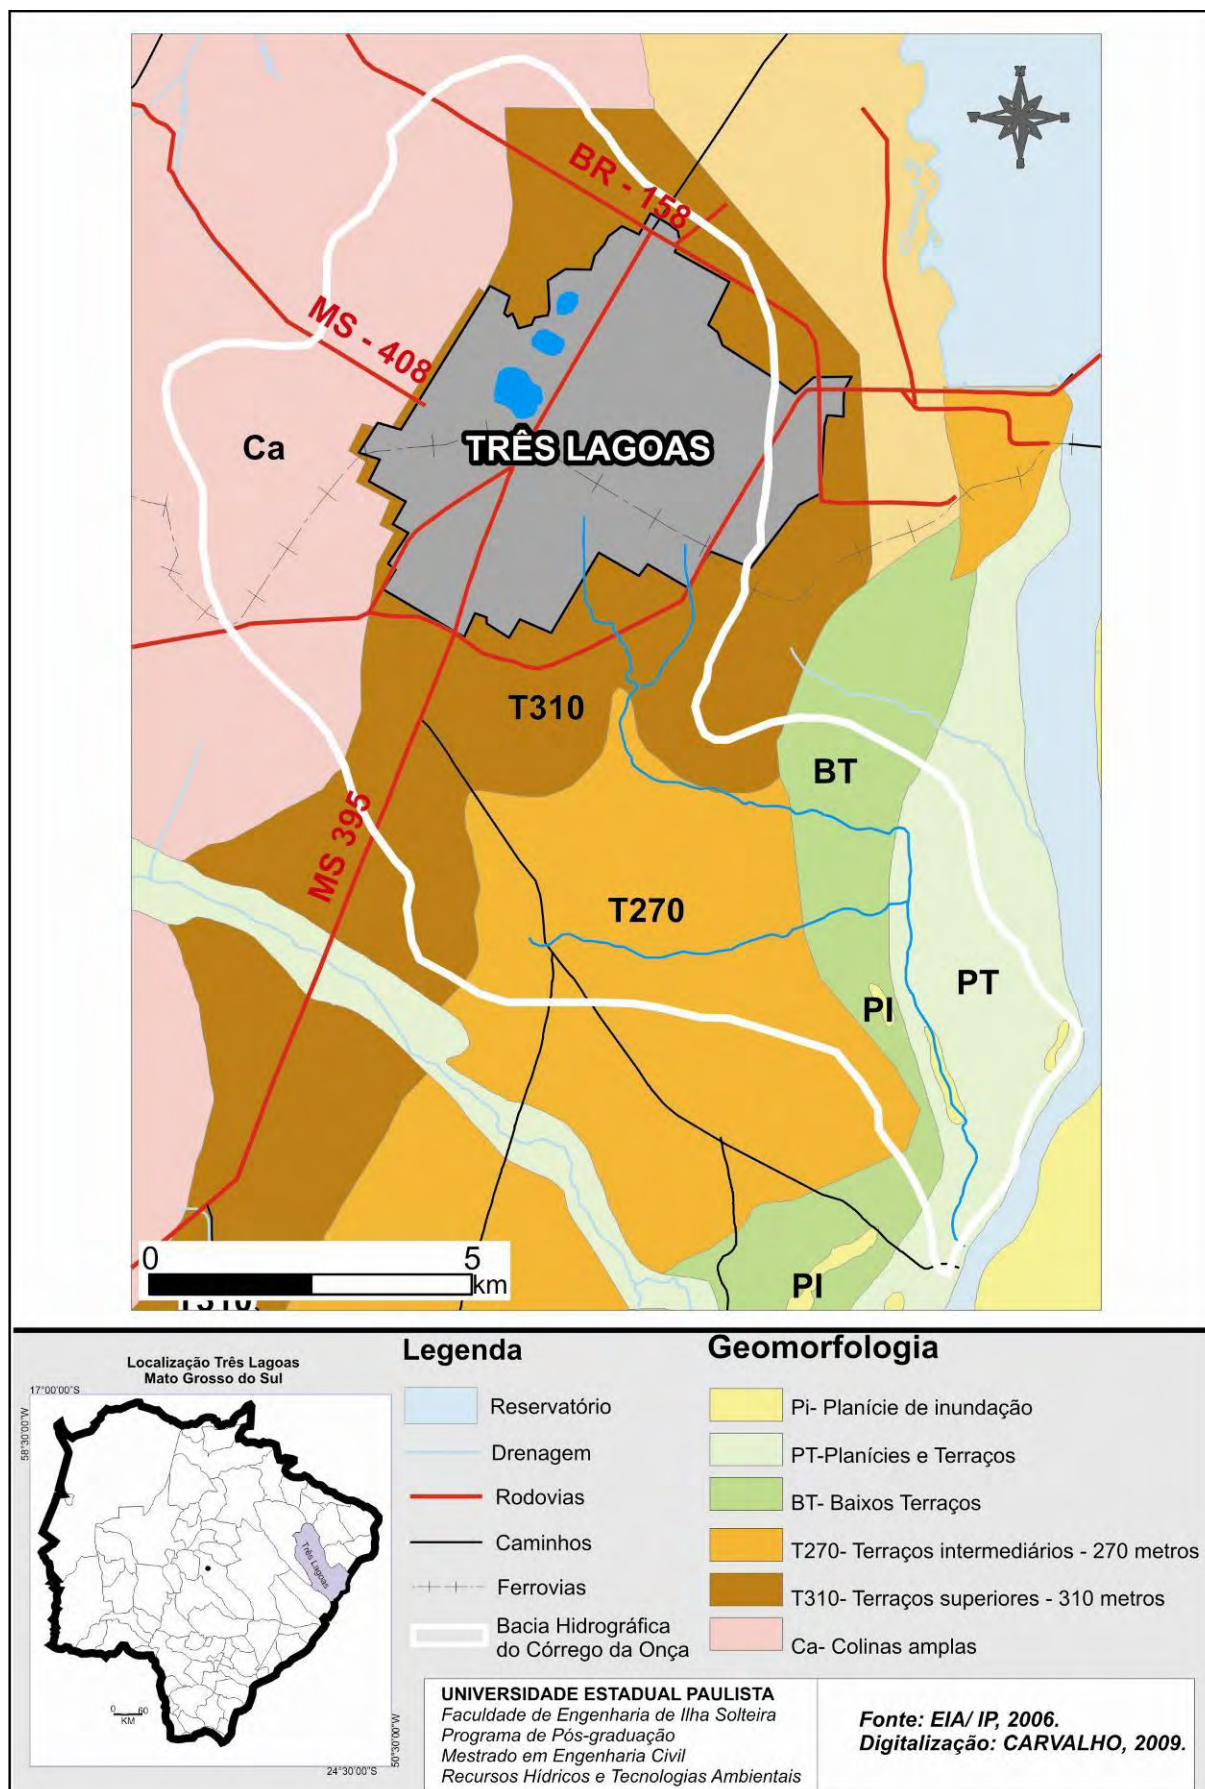 BR - 158
MS - 408
Ca
TRÊS LAGOAS
T310
BT
MS 395
T270
PT
PI
PI
0 5
km
T310
Localização Três Lagoas
Mato Grosso do Sul
17°00'00"S
58°30'00"W
Três Lagoas
0 60
KM
50°30'00"W
24°30'00"S
Legenda
Reservatório
Drenagem
Rodovias
Caminhos
Ferrovias
Bacia Hidrográfica
do Córrego da Onça
Geomorfologia
Pi- Planície de inundação
PT-Planícies e Terraços
BT- Baixos Terraços
T270- Terraços intermediários - 270 metros
T310- Terraços superiores - 310 metros
Ca- Colinas amplas
UNIVERSIDADE ESTADUAL PAULISTA
Faculdade de Engenharia de Ilha Solteira
Programa de Pós-graduação
Mestrado em Engenharia Civil
Recursos Hídricos e Tecnologias Ambientais
Fonte: EIA/ IP, 2006.
Digitalização: CARVALHO, 2009.